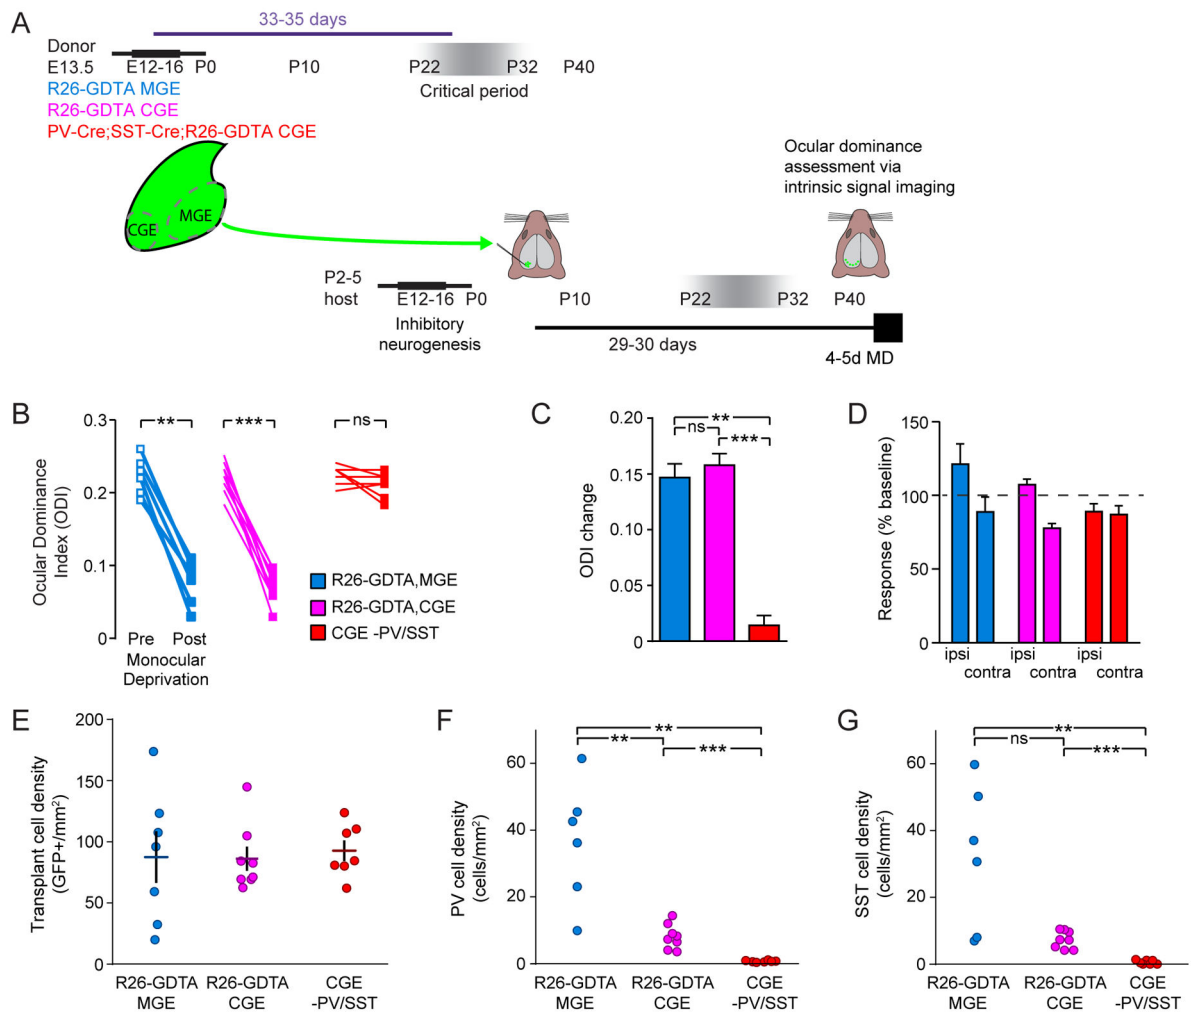 A
33-35 days
Donor
E13.5
E12-16
P0
P10
P22
P32
P40
R26-GDTA MGE
R26-GDTA CGE
PV-Cre;SST-Cre;R26-GDTA CGE
Critical period
CGE
MGE
Ocular dominance
assessment via
intrinsic signal imaging
P2-5
host
E12-16
P0
P10
P22
P32
P40
Inhibitory
neurogenesis
29-30 days
4-5d MD
B
Ocular Dominance
Index (ODI)
0.3
0.2
0.1
0
**
***
ns
Pre
Post
Monocular
Deprivation
R26-GDTA,MGE
R26-GDTA,CGE
CGE -PV/SST
C
ODI change
0.20
0.15
0.10
0.05
0
**
ns
***
D
Response (% baseline)
150
100
50
0
ipsi
contra
ipsi
contra
ipsi
contra
E
Transplant cell density
(GFP+/mm²)
200
150
100
50
0
R26-GDTA
MGE
R26-GDTA
CGE
CGE
-PV/SST
F
PV cell density
(cells/mm²)
60
40
20
0
**
**
***
R26-GDTA
MGE
R26-GDTA
CGE
CGE
-PV/SST
G
SST cell density
(cells/mm²)
60
40
20
0
**
ns
***
R26-GDTA
MGE
R26-GDTA
CGE
CGE
-PV/SST